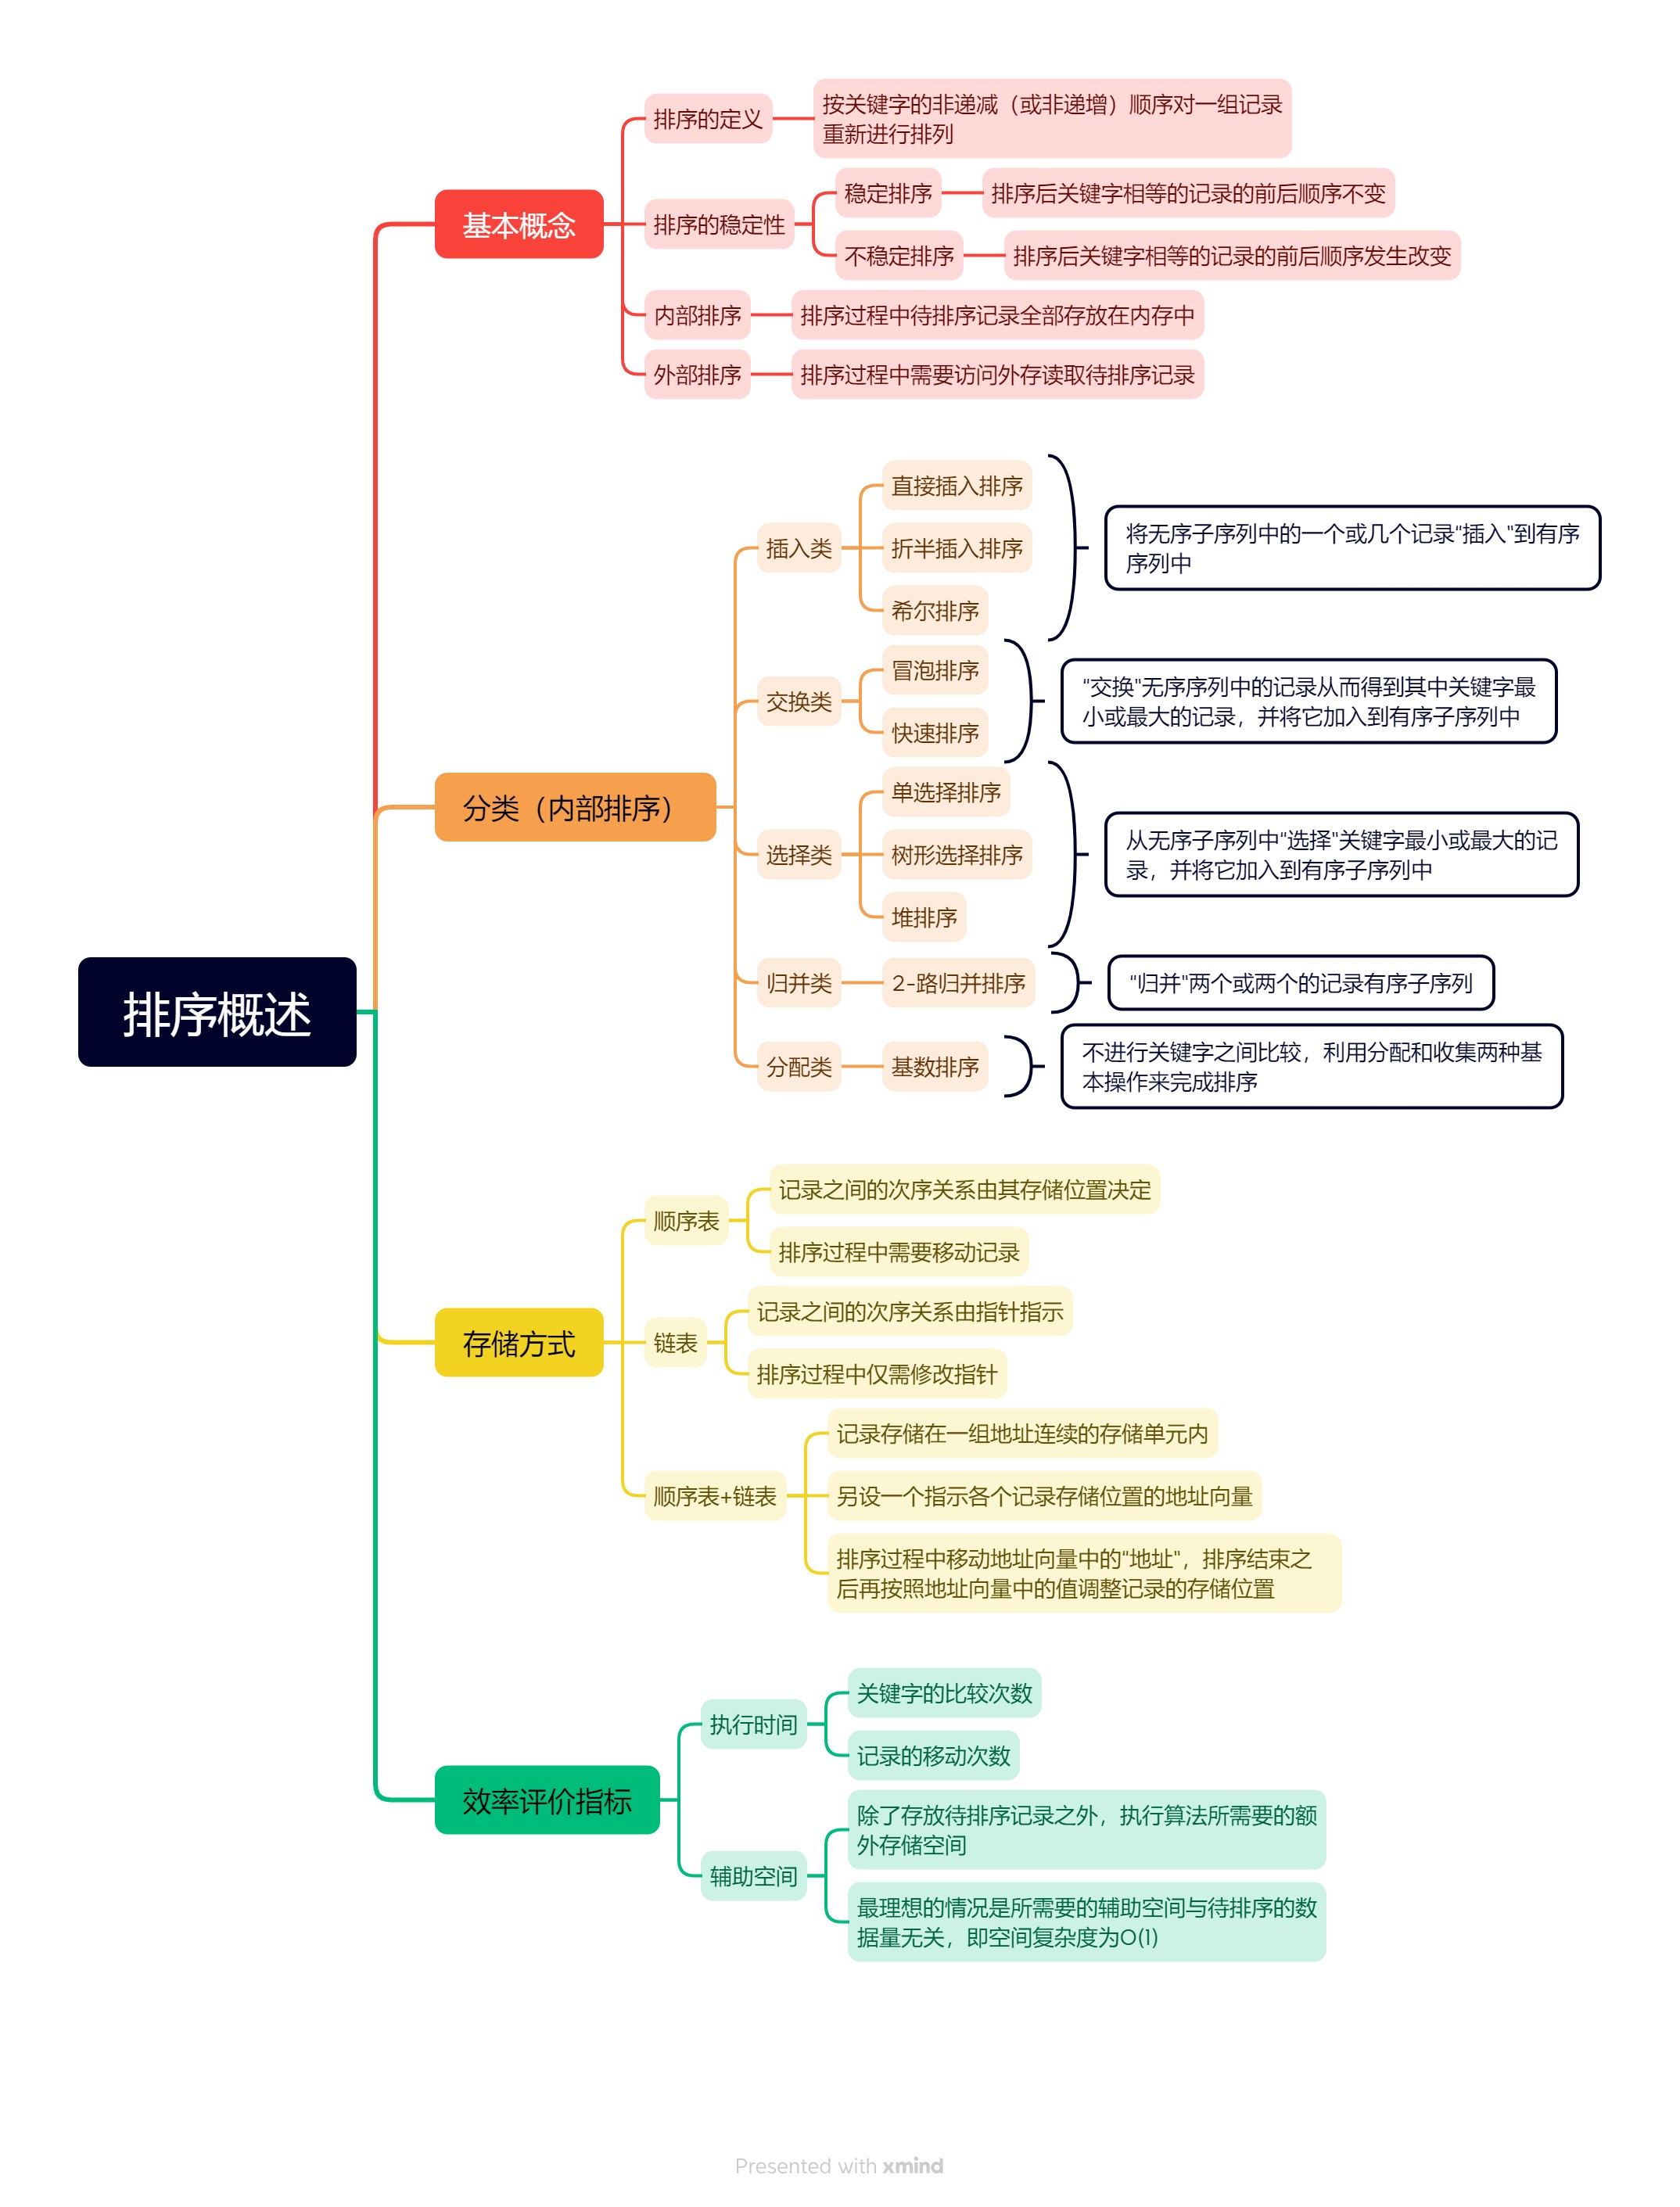 排序概述
基本概念
排序的定义
按关键字的非递减（或非递增）顺序对一组记录
重新进行排列
排序的稳定性
稳定排序
排序后关键字相等的记录的前后顺序不变
不稳定排序
排序后关键字相等的记录的前后顺序发生改变
内部排序
排序过程中待排序记录全部存放在内存中
外部排序
排序过程中需要访问外存读取待排序记录
分类（内部排序）
插入类
直接插入排序
折半插入排序
希尔排序
将无序子序列中的一个或几个记录“插入”到有序
序列中
交换类
冒泡排序
快速排序
“交换”无序序列中的记录从而得到其中关键字最
小或最大的记录，并将它加入到有序子序列中
选择类
单选择排序
树形选择排序
堆排序
从无序子序列中“选择”关键字最小或最大的记
录，并将它加入到有序子序列中
归并类
2-路归并排序
“归并”两个或两个的记录有序子序列
分配类
基数排序
不进行关键字之间比较，利用分配和收集两种基
本操作来完成排序
存储方式
顺序表
记录之间的次序关系由其存储位置决定
排序过程中需要移动记录
链表
记录之间的次序关系由指针指示
排序过程中仅需修改指针
顺序表+链表
记录存储在一组地址连续的存储单元内
另设一个指示各个记录存储位置的地址向量
排序过程中移动地址向量中的“地址”，排序结束之
后再按照地址向量中的值调整记录的存储位置
效率评价指标
执行时间
关键字的比较次数
记录的移动次数
辅助空间
除了存放待排序记录之外，执行算法所需要的额
外存储空间
最理想的情况是所需要的辅助空间与待排序的数
据量无关，即空间复杂度为O(1)
Presented with xmind